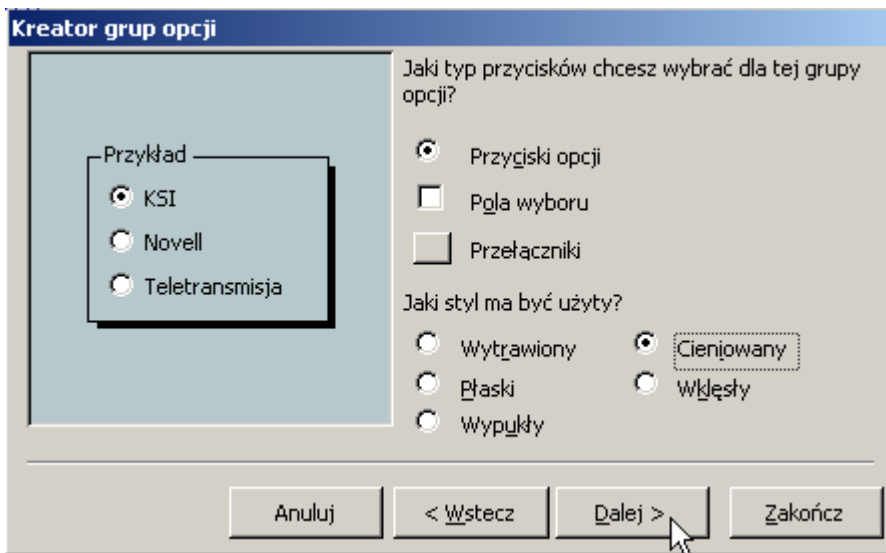 Kreator grup opcji
Jaki typ przycisków chcesz wybrać dla tej grupy
opcji?
Przykład
KSI
Novell
Teletransmisja
Przyciski opcji
Pola wyboru
Przełączniki
Jaki styl ma być użyty?
Wytrawiony
Cieniowany
Płaski
Wklęsły
Wypukły
Anuluj
< Wstecz
Dalej >
Zakończ